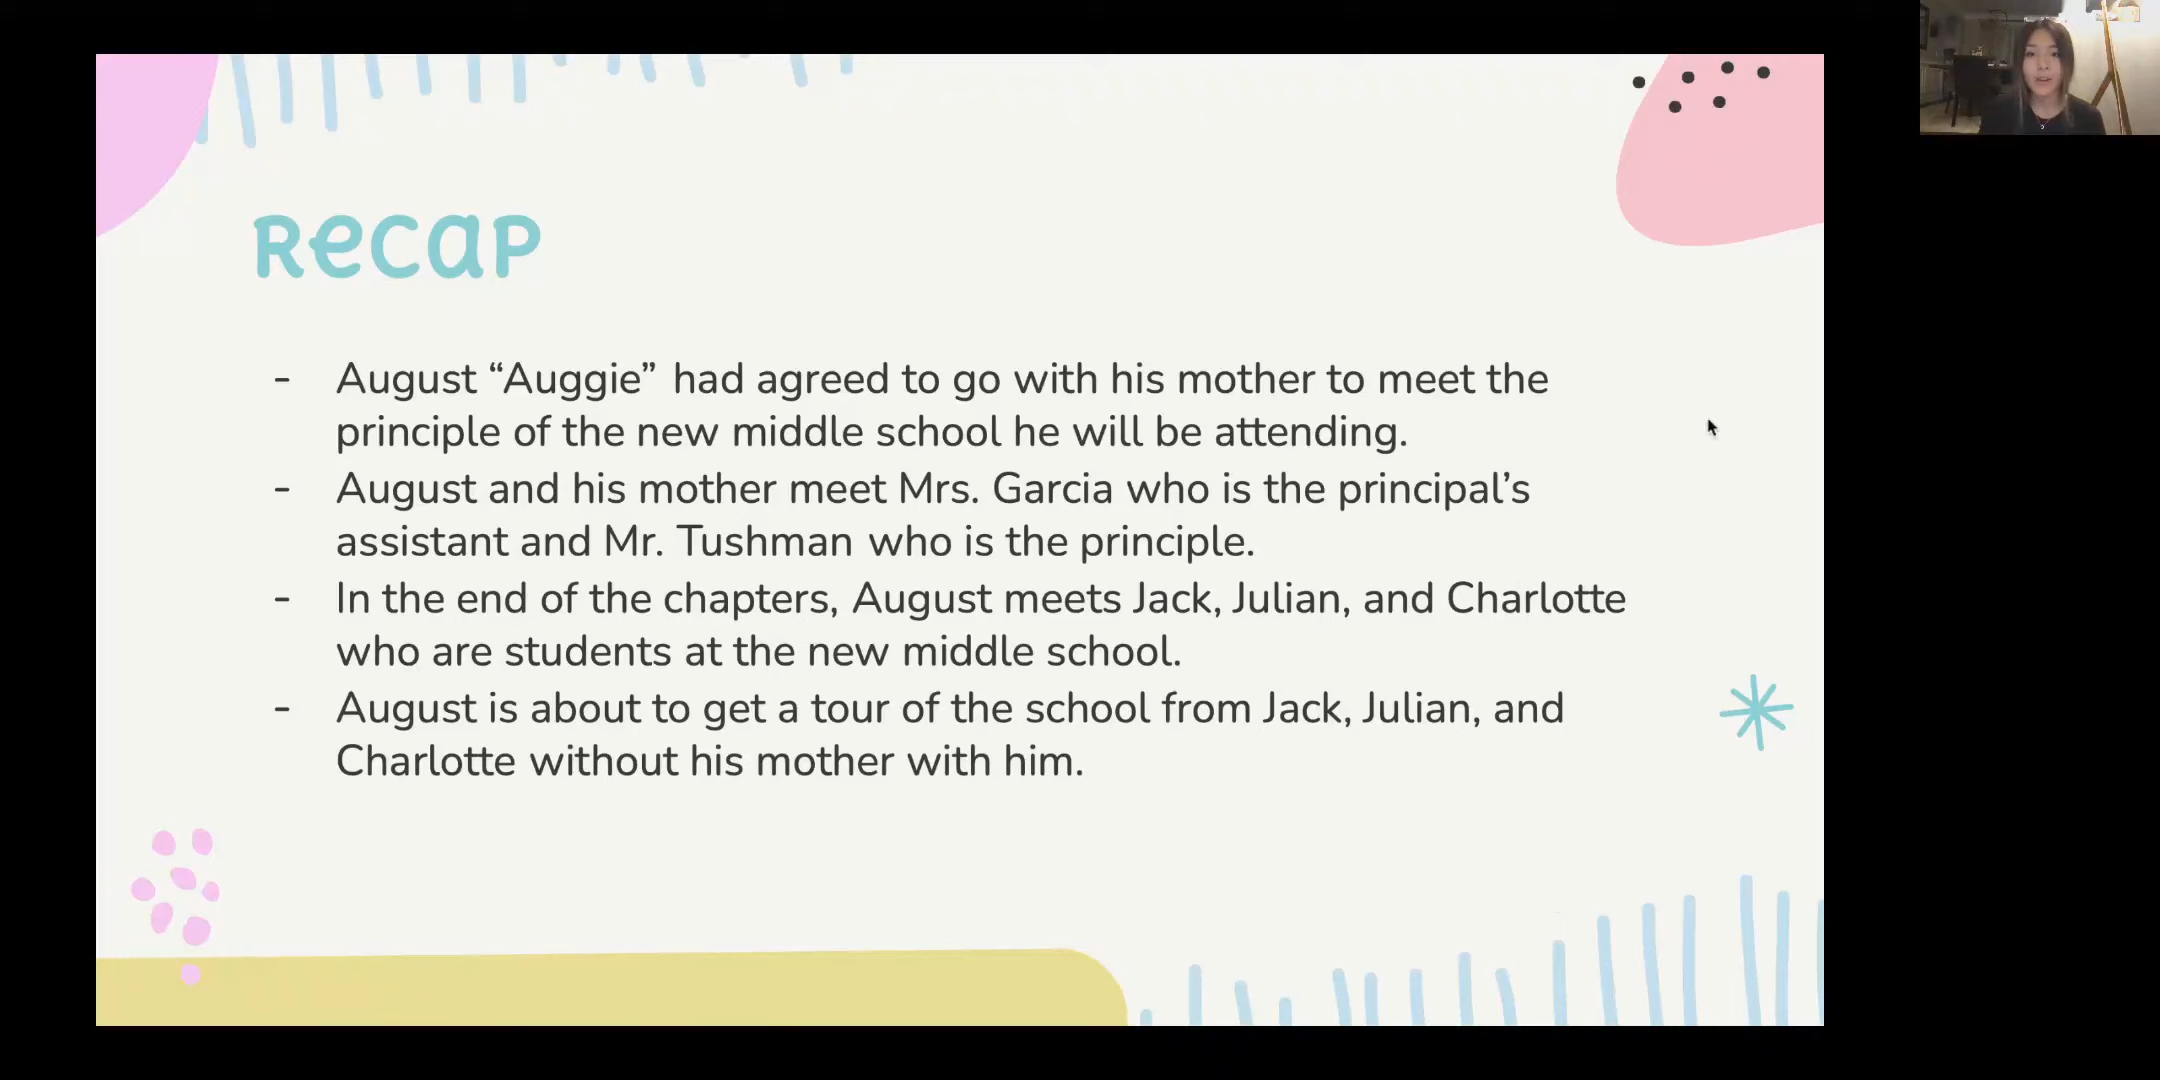 Recap
- August “Auggie” had agreed to go with his mother to meet the
principle of the new middle school he will be attending.
- August and his mother meet Mrs. Garcia who is the principal’s
assistant and Mr. Tushman who is the principle.
- In the end of the chapters, August meets Jack, Julian, and Charlotte
who are students at the new middle school.
- August is about to get a tour of the school from Jack, Julian, and
Charlotte without his mother with him.